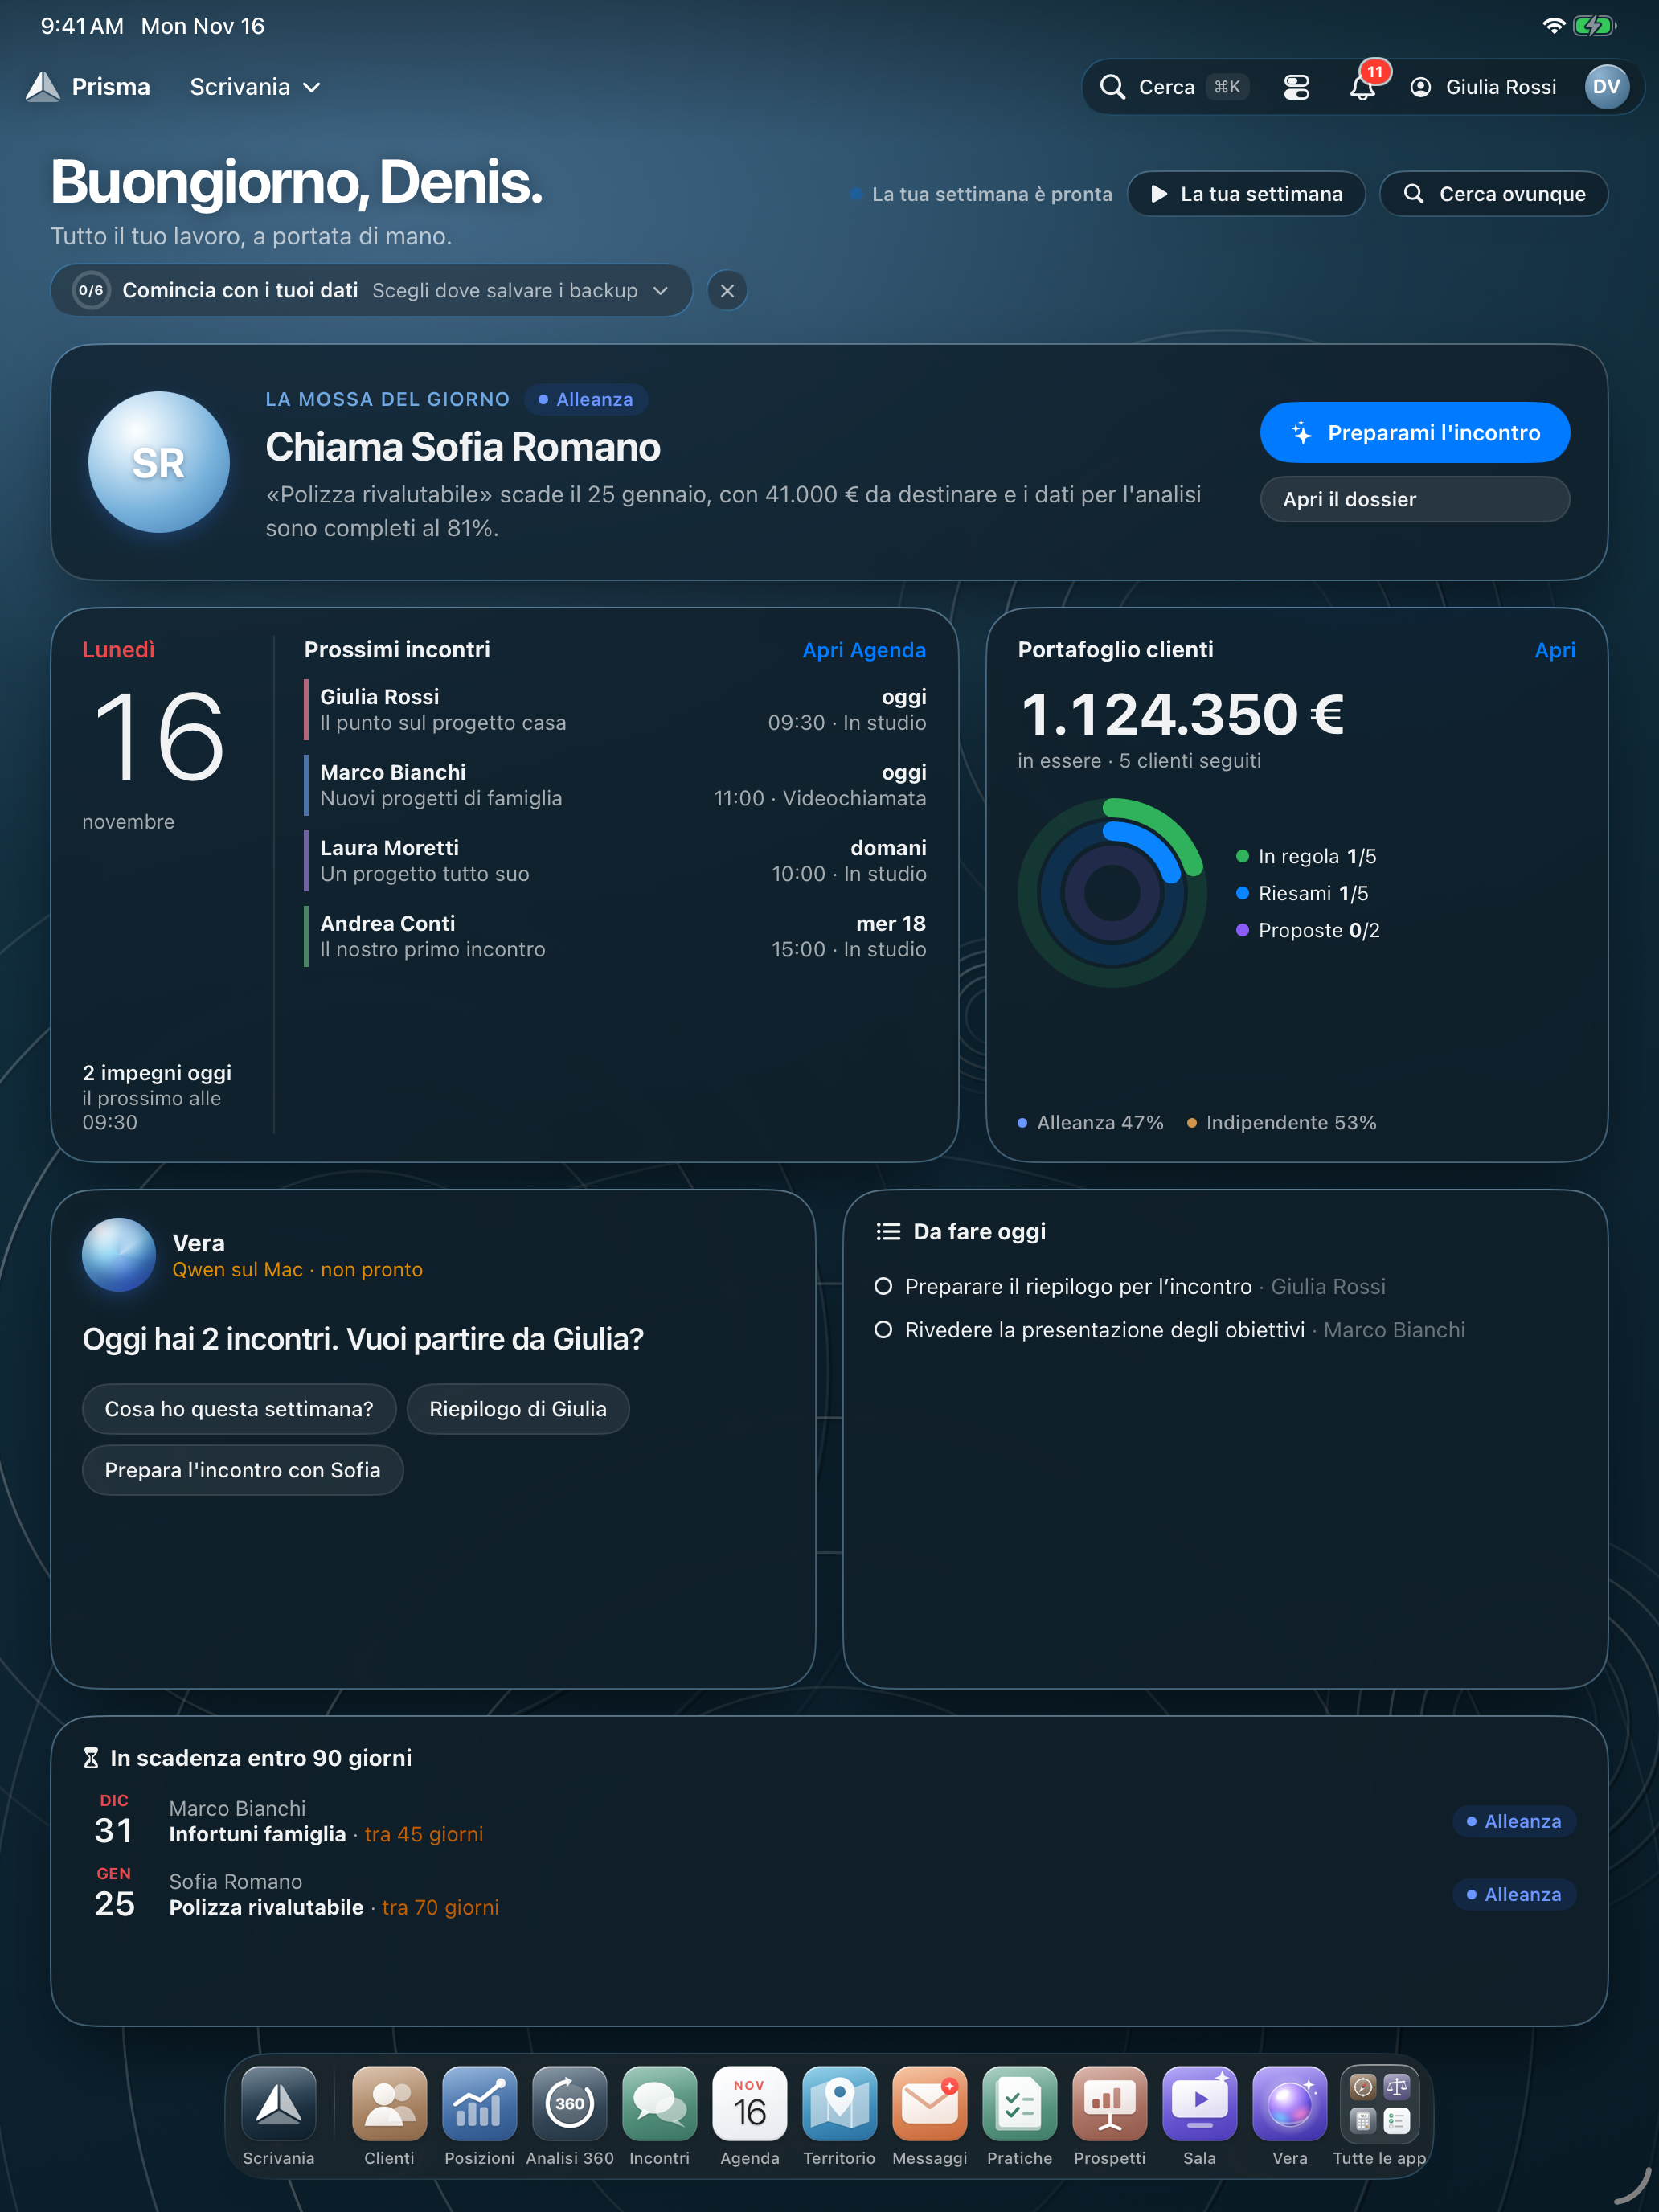 9:41 AM Mon Nov 16
Prisma Scrivania
Cerca ⌘K
11
Giulia Rossi
DV
Buongiorno, Denis.
Tutto il tuo lavoro, a portata di mano.
La tua settimana è pronta
La tua settimana
Cerca ovunque
0/6 Comincia con i tuoi dati Scegli dove salvare i backup
SR
LA MOSSA DEL GIORNO
Alleanza
Chiama Sofia Romano
«Polizza rivalutabile» scade il 25 gennaio, con 41.000 € da destinare e i dati per l'analisi
sono completi al 81%.
Preparami l'incontro
Apri il dossier
Lunedì
16
novembre
2 impegni oggi
il prossimo alle
09:30
Prossimi incontri
Apri Agenda
Giulia Rossi oggi
Il punto sul progetto casa 09:30 · In studio
Marco Bianchi oggi
Nuovi progetti di famiglia 11:00 · Videochiamata
Laura Moretti domani
Un progetto tutto suo 10:00 · In studio
Andrea Conti mer 18
Il nostro primo incontro 15:00 · In studio
Portafoglio clienti
Apri
1.124.350 €
in essere · 5 clienti seguiti
In regola 1/5
Riesami 1/5
Proposte 0/2
Alleanza 47% Indipendente 53%
Vera
Qwen sul Mac · non pronto
Oggi hai 2 incontri. Vuoi partire da Giulia?
Cosa ho questa settimana?
Riepilogo di Giulia
Prepara l'incontro con Sofia
Da fare oggi
Preparare il riepilogo per l’incontro · Giulia Rossi
Rivedere la presentazione degli obiettivi · Marco Bianchi
In scadenza entro 90 giorni
DIC
31
Marco Bianchi
Infortuni famiglia · tra 45 giorni
Alleanza
GEN
25
Sofia Romano
Polizza rivalutabile · tra 70 giorni
Alleanza
360
NOV
16
Scrivania Clienti Posizioni Analisi 360 Incontri Agenda Territorio Messaggi Pratiche Prospetti Sala Vera Tutte le app